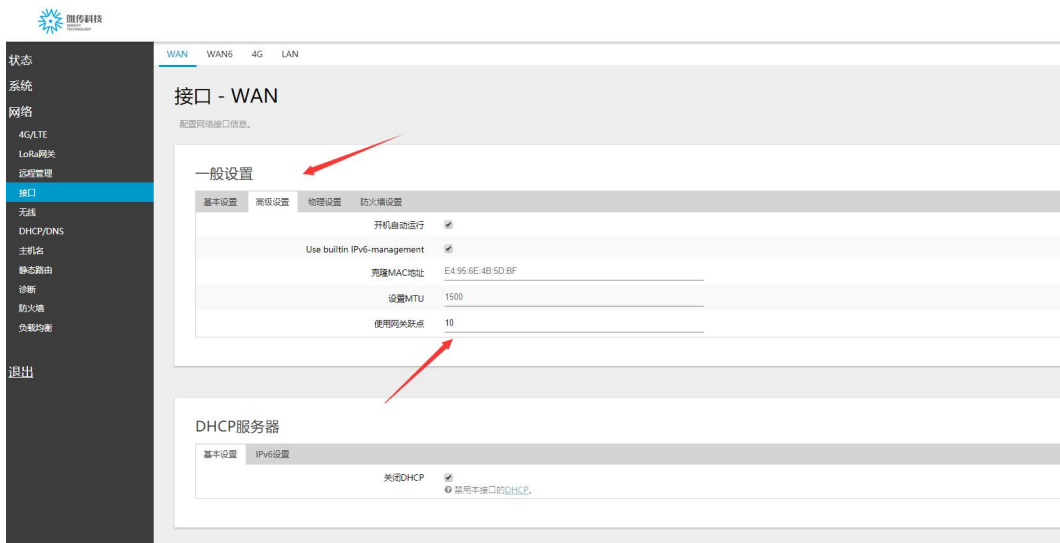 唯传科技
WINEXT
TECHNOLOGY
状态
系统
网络
4G/LTE
LoRa网关
远程管理
接口
无线
DHCP/DNS
主机名
静态路由
诊断
防火墙
负载均衡
退出
WAN WAN6 4G LAN
接口 - WAN
配置网络接口信息。
一般设置
基本设置 高级设置 物理设置 防火墙设置
开机自动运行
Use builtin IPv6-management
克隆MAC地址 E4:95:6E:4B:5D:BF
设置MTU 1500
使用网关跃点 10
DHCP服务器
基本设置 IPv6设置
关闭DHCP
禁用本接口的DHCP。